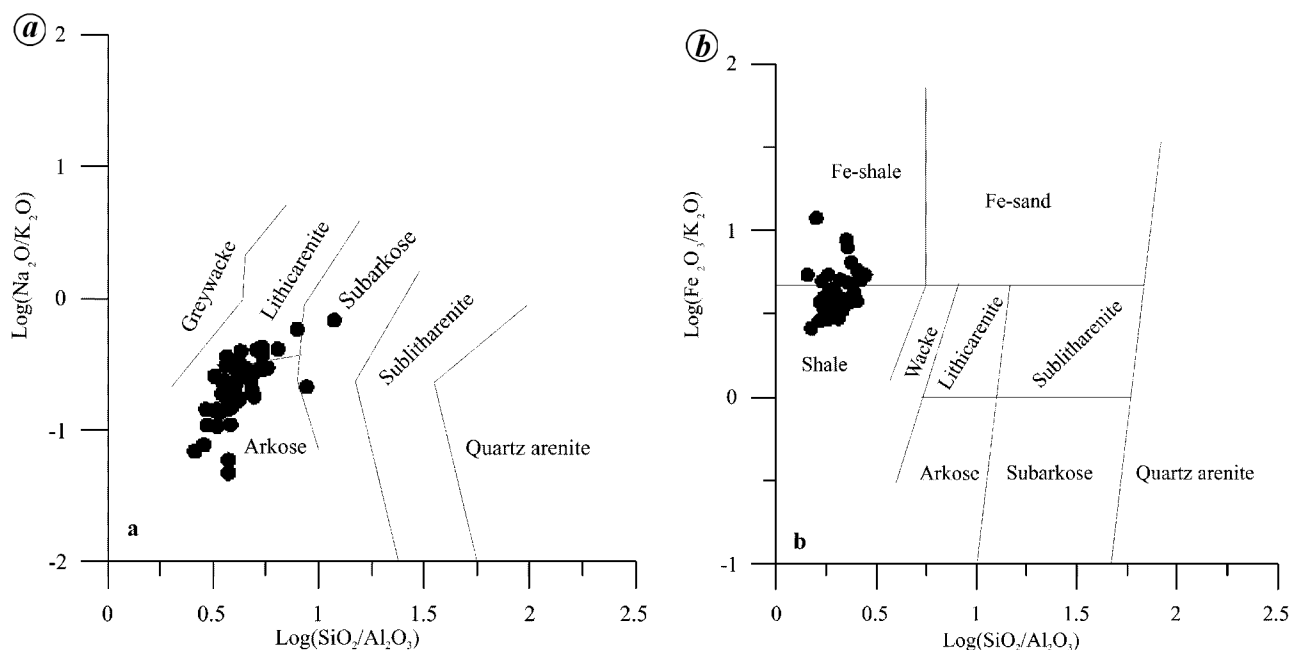 a
2
1
0
-1
-2
Log(Na2O/K2O)
Greywacke
Lithicarenite
Subarkose
Sublitharenite
Arkose
Quartz arenite
a
0
0.5
1
1.5
2
2.5
Log(SiO2/Al2O3)
b
2
1
0
-1
Log(Fe2O3/K2O)
Fe-shale
Fe-sand
Shale
Wacke
Lithicarenite
Sublitharenite
Arkose
Subarkose
Quartz arenite
b
0
0.5
1
1.5
2
2.5
Log(SiO2/Al2O3)